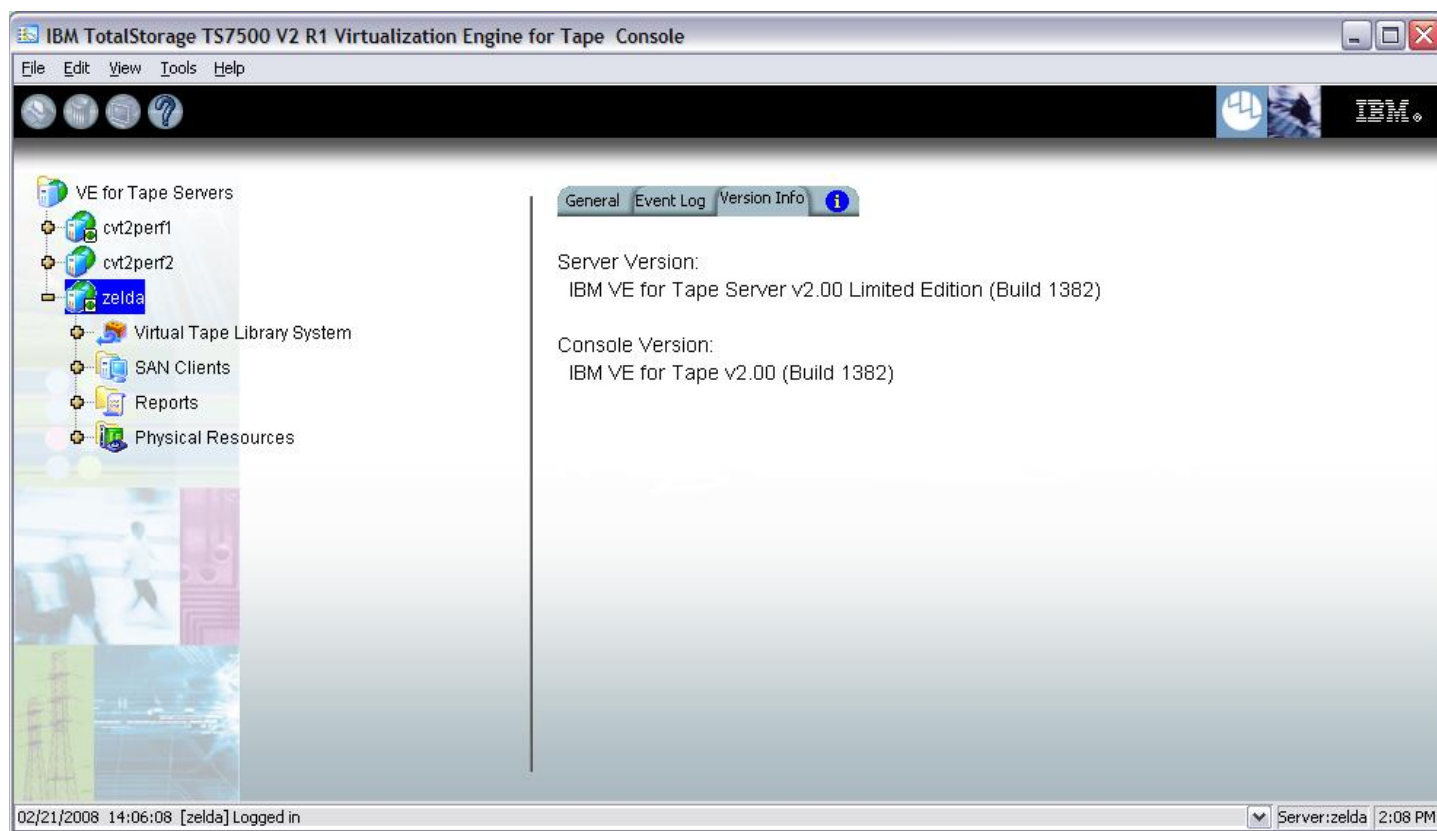 IBM TotalStorage TS7500 V2 R1 Virtualization Engine for Tape Console
File Edit View Tools Help
IBM
VE for Tape Servers
cvt2perf1
cvt2perf2
zelda
Virtual Tape Library System
SAN Clients
Reports
Physical Resources
General Event Log Version Info
Server Version:
IBM VE for Tape Server v2.00 Limited Edition (Build 1382)
Console Version:
IBM VE for Tape v2.00 (Build 1382)
02/21/2008 14:06:08 [zelda] Logged in
Server:zelda 2:08 PM